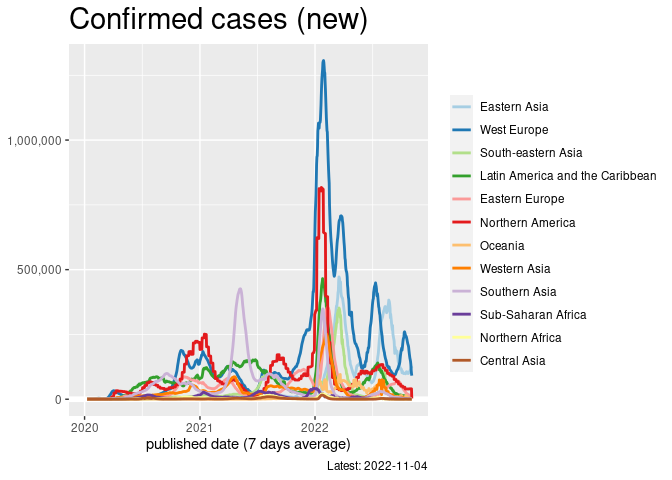 Confirmed cases (new)
1,000,000
500,000
0
2020
2021
2022
published date (7 days average)
Latest: 2022-11-04
Eastern Asia
West Europe
South-eastern Asia
Latin America and the Caribbean
Eastern Europe
Northern America
Oceania
Western Asia
Southern Asia
Sub-Saharan Africa
Northern Africa
Central Asia